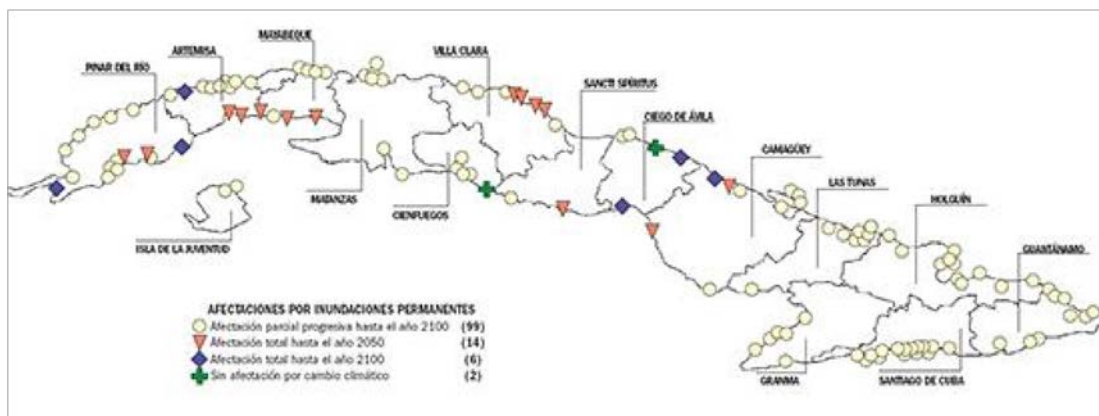 MAYABEQUE
ARTEMISA
VILLA CLARA
PINAR DEL RÍO
SANCTI SPÍRITUS
CIEGO DE ÁVILA
CAMAGÜEY
LAS TUNAS
HOLGUÍN
MATANZAS
CIENFUEGOS
GUANTÁNAMO
ISLA DE LA JUVENTUD
AFECTACIONES POR INUNDACIONES PERMANENTES
Afectación parcial progresiva hasta el año 2100 (99)
Afectación total hasta el año 2050 (14)
Afectación total hasta el año 2100 (6)
Sin afectación por cambio climático (2)
GRANMA
SANTIAGO DE CUBA